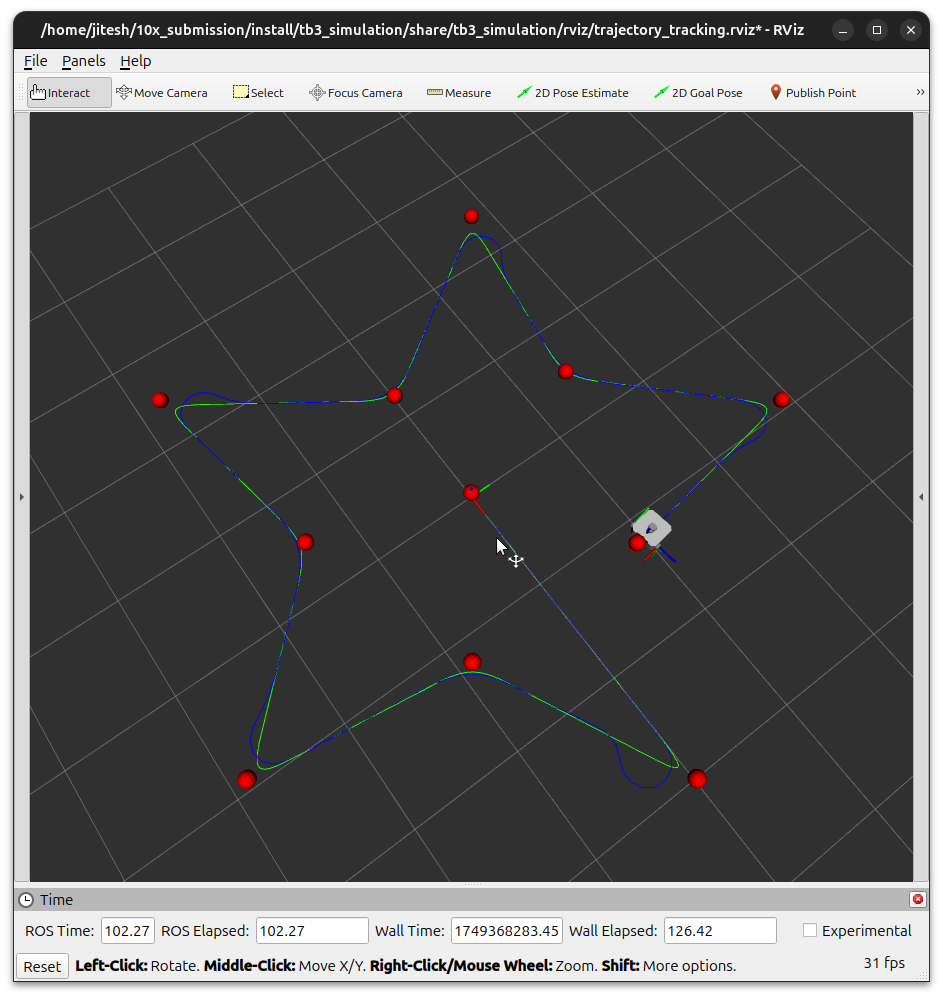 /home/jitesh/10x_submission/install/tb3_simulation/share/tb3_simulation/rviz/trajectory_tracking.rviz* - RViz
File Panels Help
Interact Move Camera Select Focus Camera Measure 2D Pose Estimate 2D Goal Pose Publish Point »
Time
ROS Time: 102.27 ROS Elapsed: 102.27 Wall Time: 1749368283.45 Wall Elapsed: 126.42 Experimental
Reset Left-Click: Rotate. Middle-Click: Move X/Y. Right-Click/Mouse Wheel: Zoom. Shift: More options. 31 fps